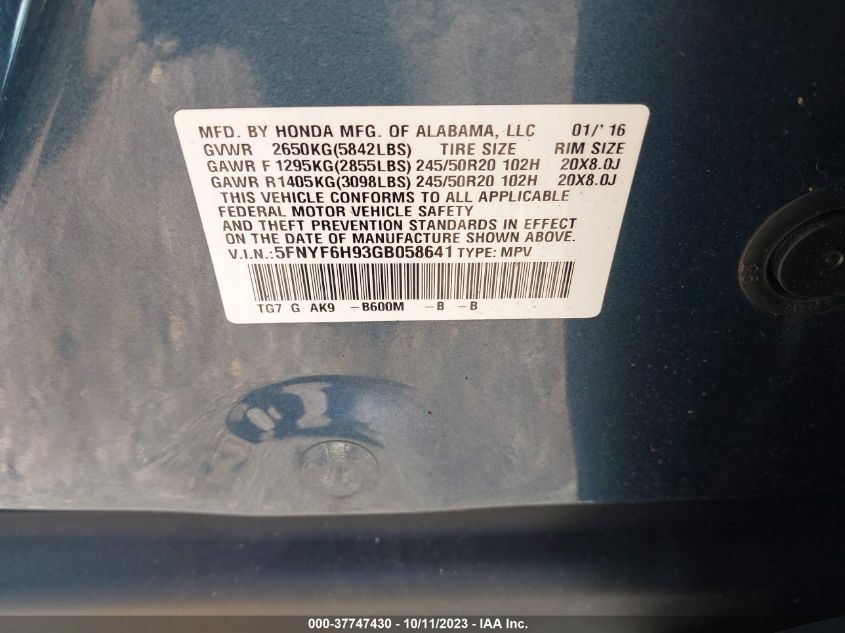 MFD. BY HONDA MFG. OF ALABAMA, LLC 01/'16
GVWR 2650KG(5842LBS) TIRE SIZE RIM SIZE
GAWR F 1295KG(2855LBS) 245/50R20 102H 20X8.0J
GAWR R 1405KG(3098LBS) 245/50R20 102H 20X8.0J
THIS VEHICLE CONFORMS TO ALL APPLICABLE
FEDERAL MOTOR VEHICLE SAFETY
AND THEFT PREVENTION STANDARDS IN EFFECT
ON THE DATE OF MANUFACTURE SHOWN ABOVE.
V.I.N.:5FNYF6H93GB058641 TYPE: MPV
TG7 G AK9 -B600M -B -B
000-37747430 - 10/11/2023 - IAA Inc.